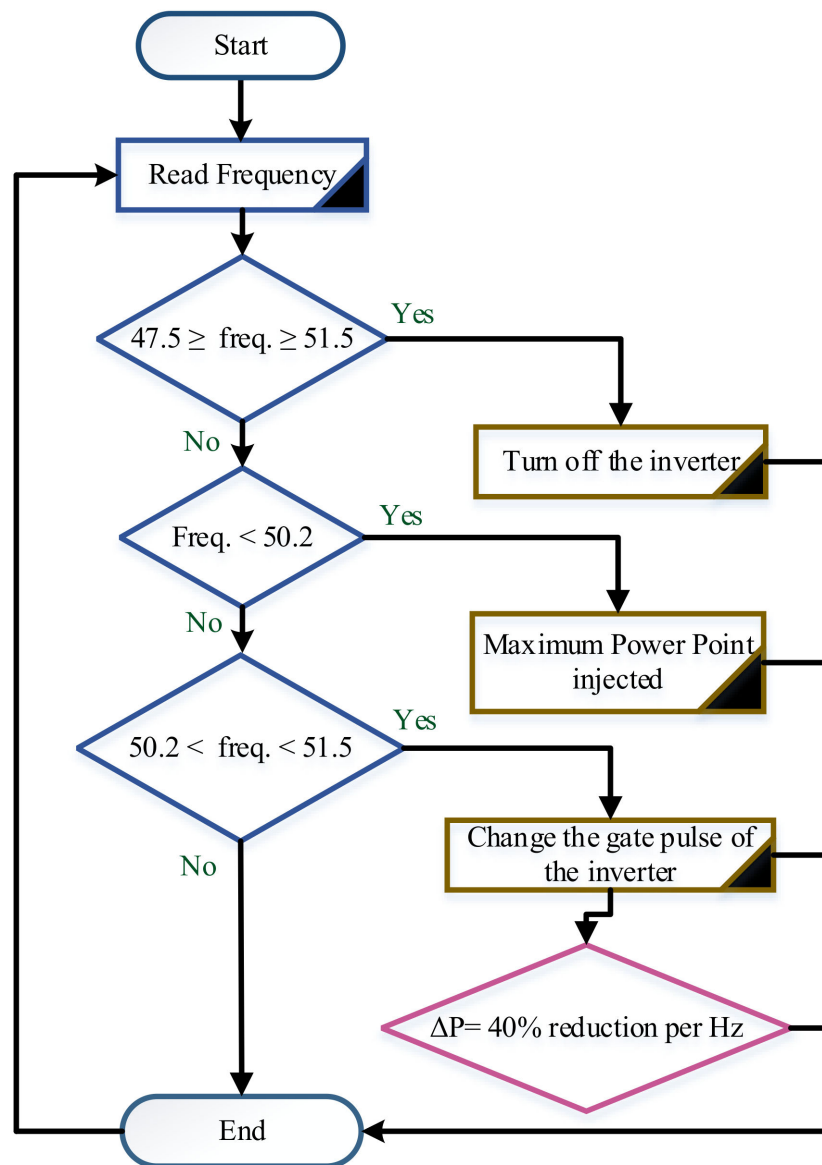 Start
Read Frequency
47.5 ≥ freq. ≥ 51.5
Yes
Turn off the inverter
No
Freq. < 50.2
Yes
Maximum Power Point
injected
No
50.2 < freq. < 51.5
Yes
Change the gate pulse of
the inverter
No
ΔP= 40% reduction per Hz
End